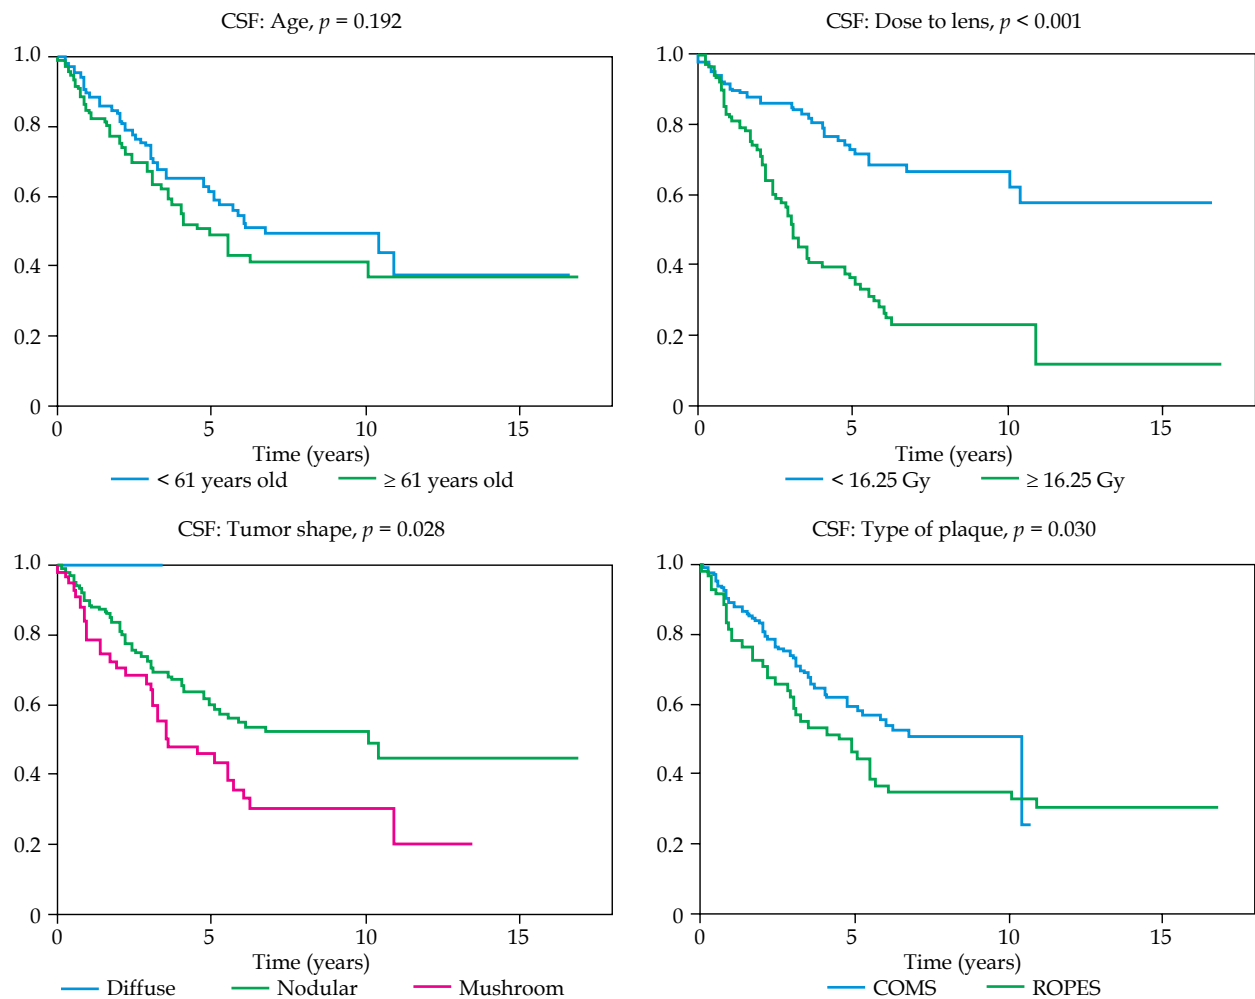 CSF: Age, p = 0.192
1.0
0.8
0.6
0.4
0.2
0
0 5 10 15
Time (years)
< 61 years old ≥ 61 years old
CSF: Dose to lens, p < 0.001
1.0
0.8
0.6
0.4
0.2
0
0 5 10 15
Time (years)
< 16.25 Gy ≥ 16.25 Gy
CSF: Tumor shape, p = 0.028
1.0
0.8
0.6
0.4
0.2
0
0 5 10 15
Time (years)
Diffuse Nodular Mushroom
CSF: Type of plaque, p = 0.030
1.0
0.8
0.6
0.4
0.2
0
0 5 10 15
Time (years)
COMS ROPES